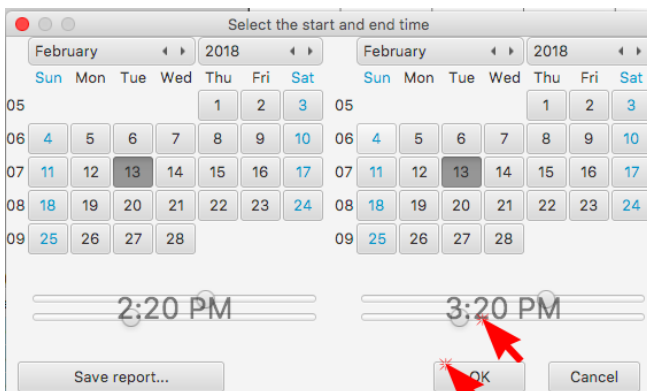 Select the start and end time
February 2018 February 2018
Sun Mon Tue Wed Thu Fri Sat Sun Mon Tue Wed Thu Fri Sat
05 1 2 3 05 1 2 3
06 4 5 6 7 8 9 10 06 4 5 6 7 8 9 10
07 11 12 13 14 15 16 17 07 11 12 13 14 15 16 17
08 18 19 20 21 22 23 24 08 18 19 20 21 22 23 24
09 25 26 27 28 09 25 26 27 28
2:20 PM 3:20 PM
Save report... OK Cancel